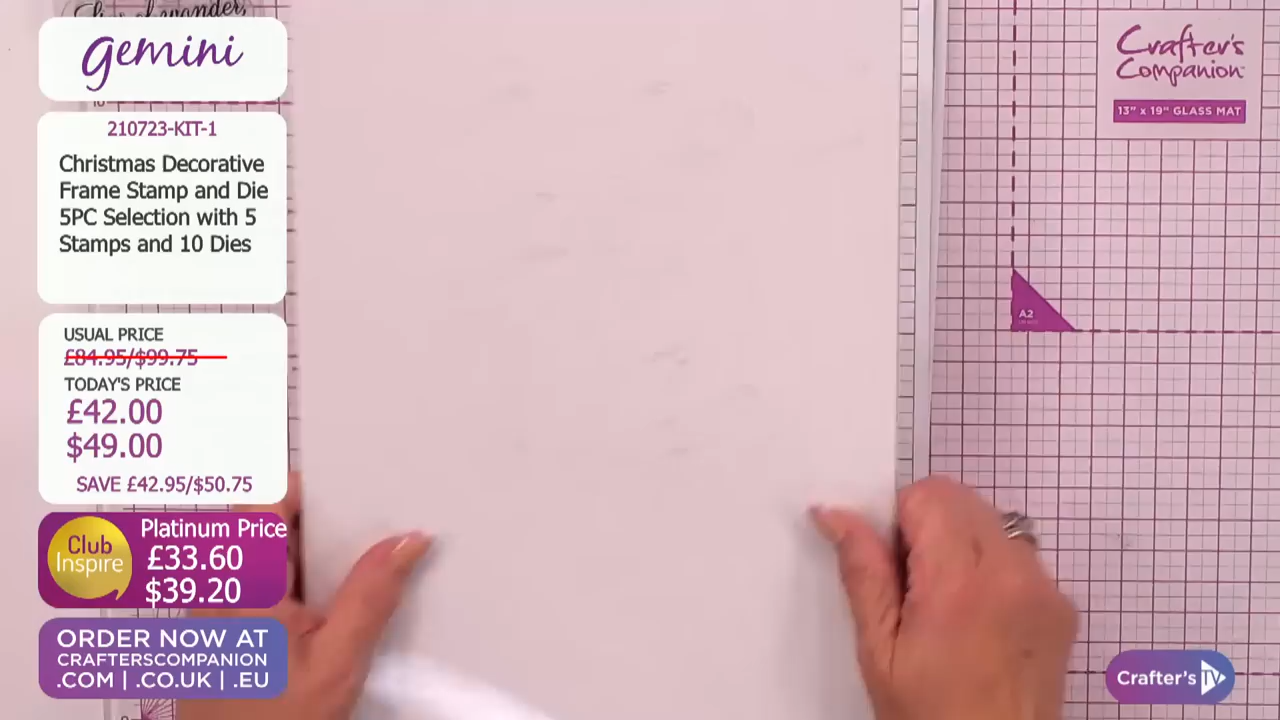 gemini
210723-KIT-1
Christmas Decorative
Frame Stamp and Die
5PC Selection with 5
Stamps and 10 Dies
USUAL PRICE
£84.95/$99.75
TODAY'S PRICE
£42.00
$49.00
SAVE £42.95/$50.75
Club
Inspire
Platinum Price
£33.60
$39.20
ORDER NOW AT
CRAFTERSCOMPANION
.COM | .CO.UK | .EU
Crafter's
Companion
13" x 19" GLASS MAT
A2
Crafter's TV